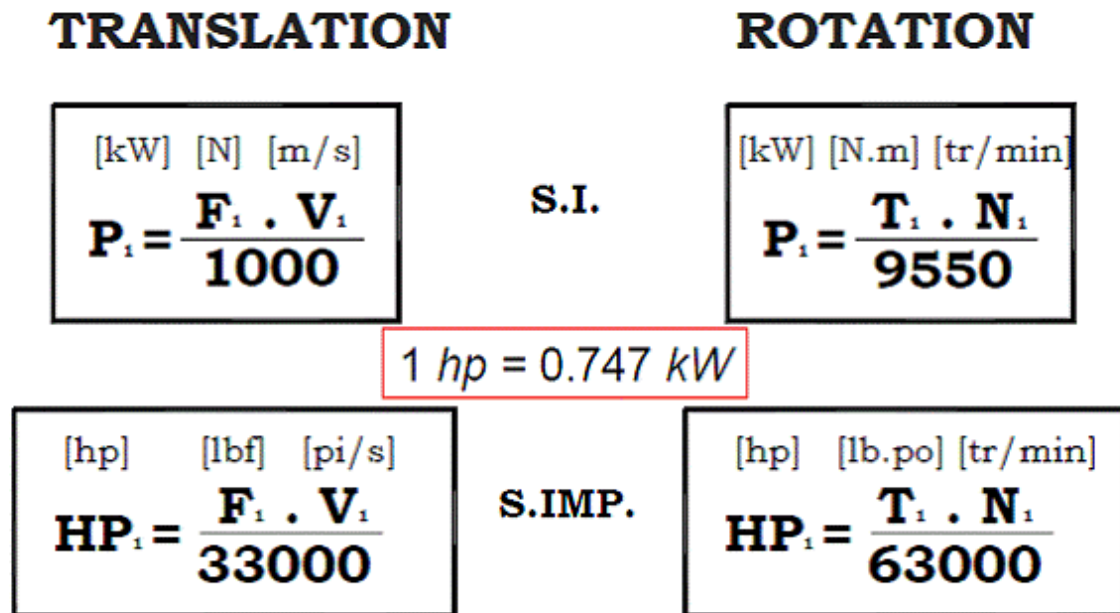 TRANSLATION ROTATION
[kW] [N] [m/s]
P₁ = F₁ . V₁
1000
S.I.
[kW] [N.m] [tr/min]
P₁ = T₁ . N₁
9550
1 hp = 0.747 kW
[hp] [lbf] [pi/s]
HP₁ = F₁ . V₁
33000
S.IMP.
[hp] [lb.po] [tr/min]
HP₁ = T₁ . N₁
63000